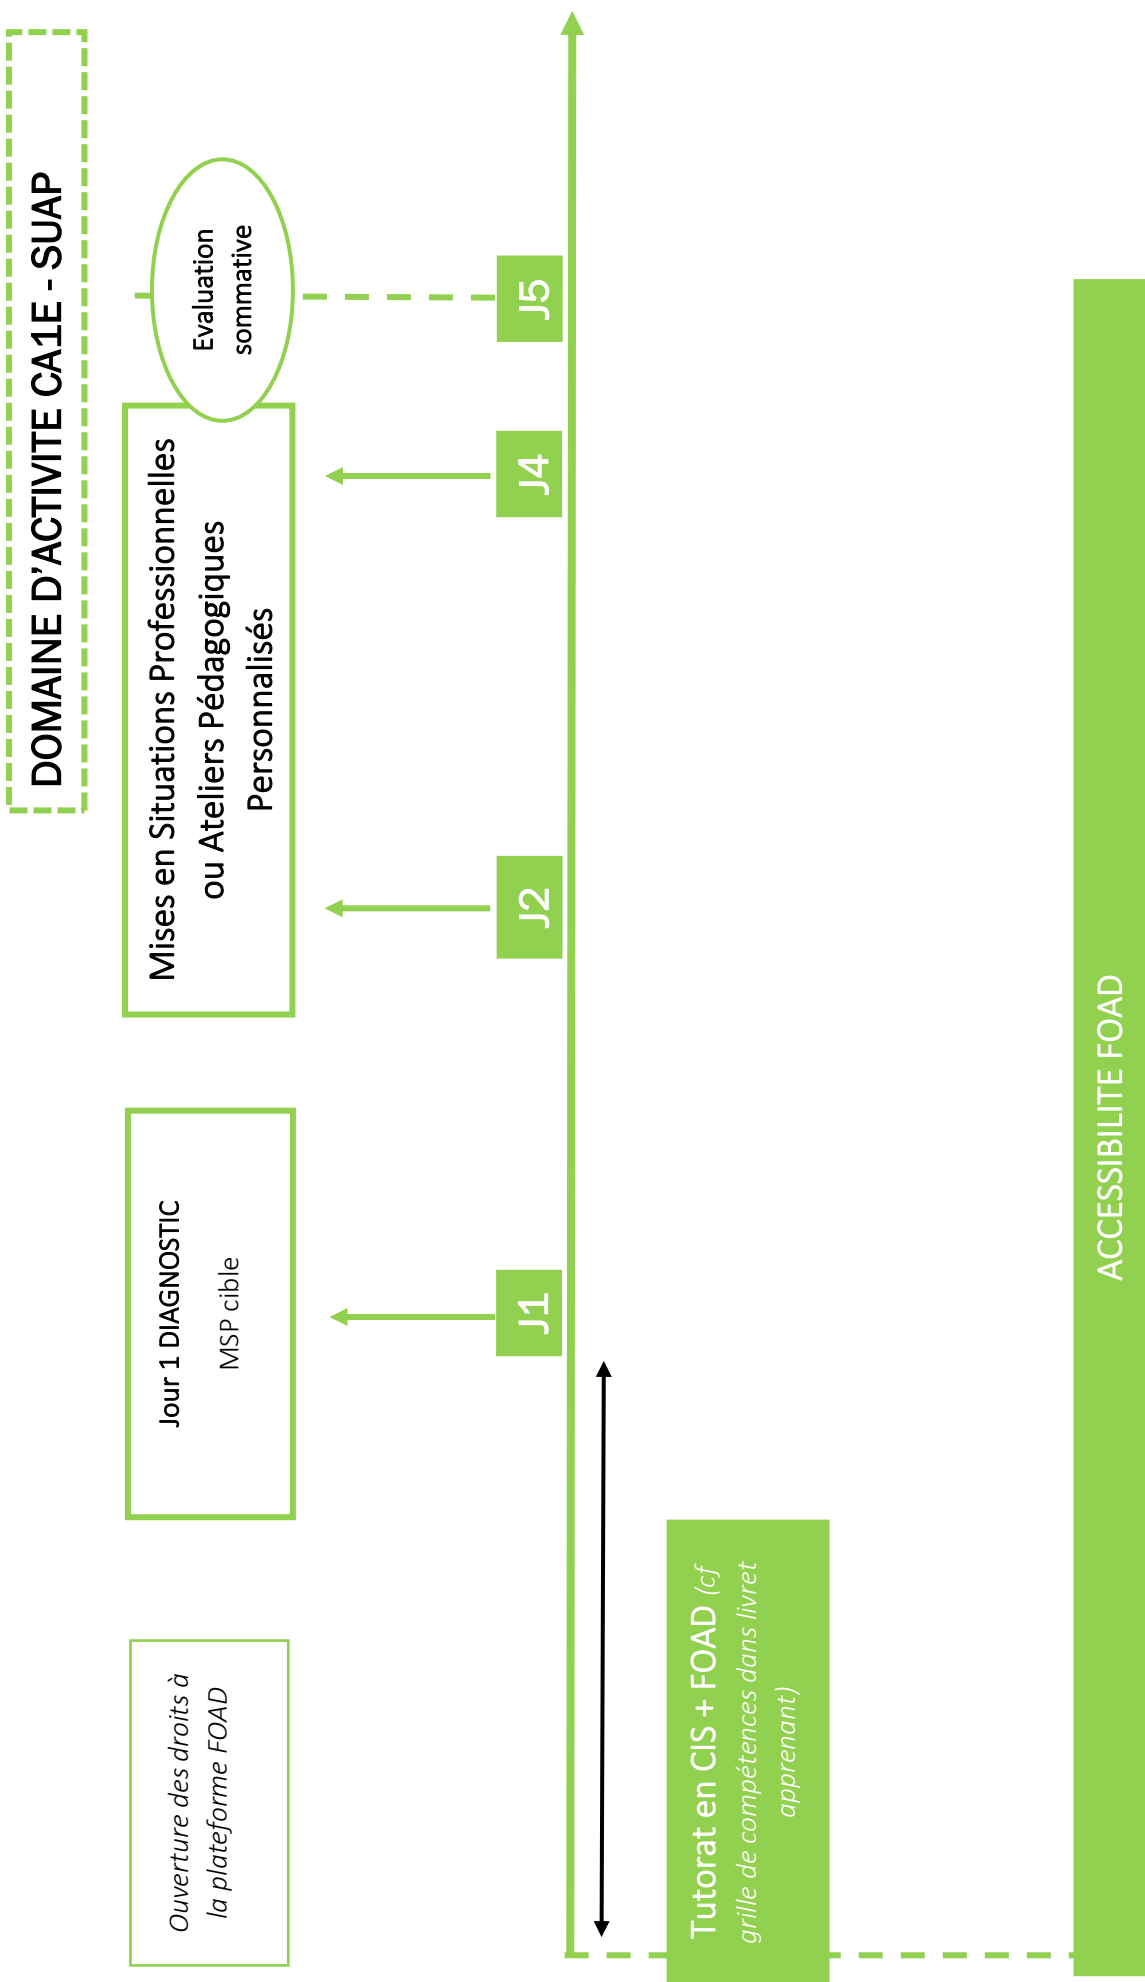 DOMAINE D'ACTIVITE CA1E - SUAP
Ouverture des droits à
la plateforme FOAD
Jour 1 DIAGNOSTIC
MSP cible
Mises en Situations Professionnelles
ou Ateliers Pédagogiques
Personnalisés
Evaluation
sommative
J1
J2
J4
J5
Tutorat en CIS + FOAD (cf
grille de compétences dans livret
apprenant)
ACCESSIBILITE FOAD